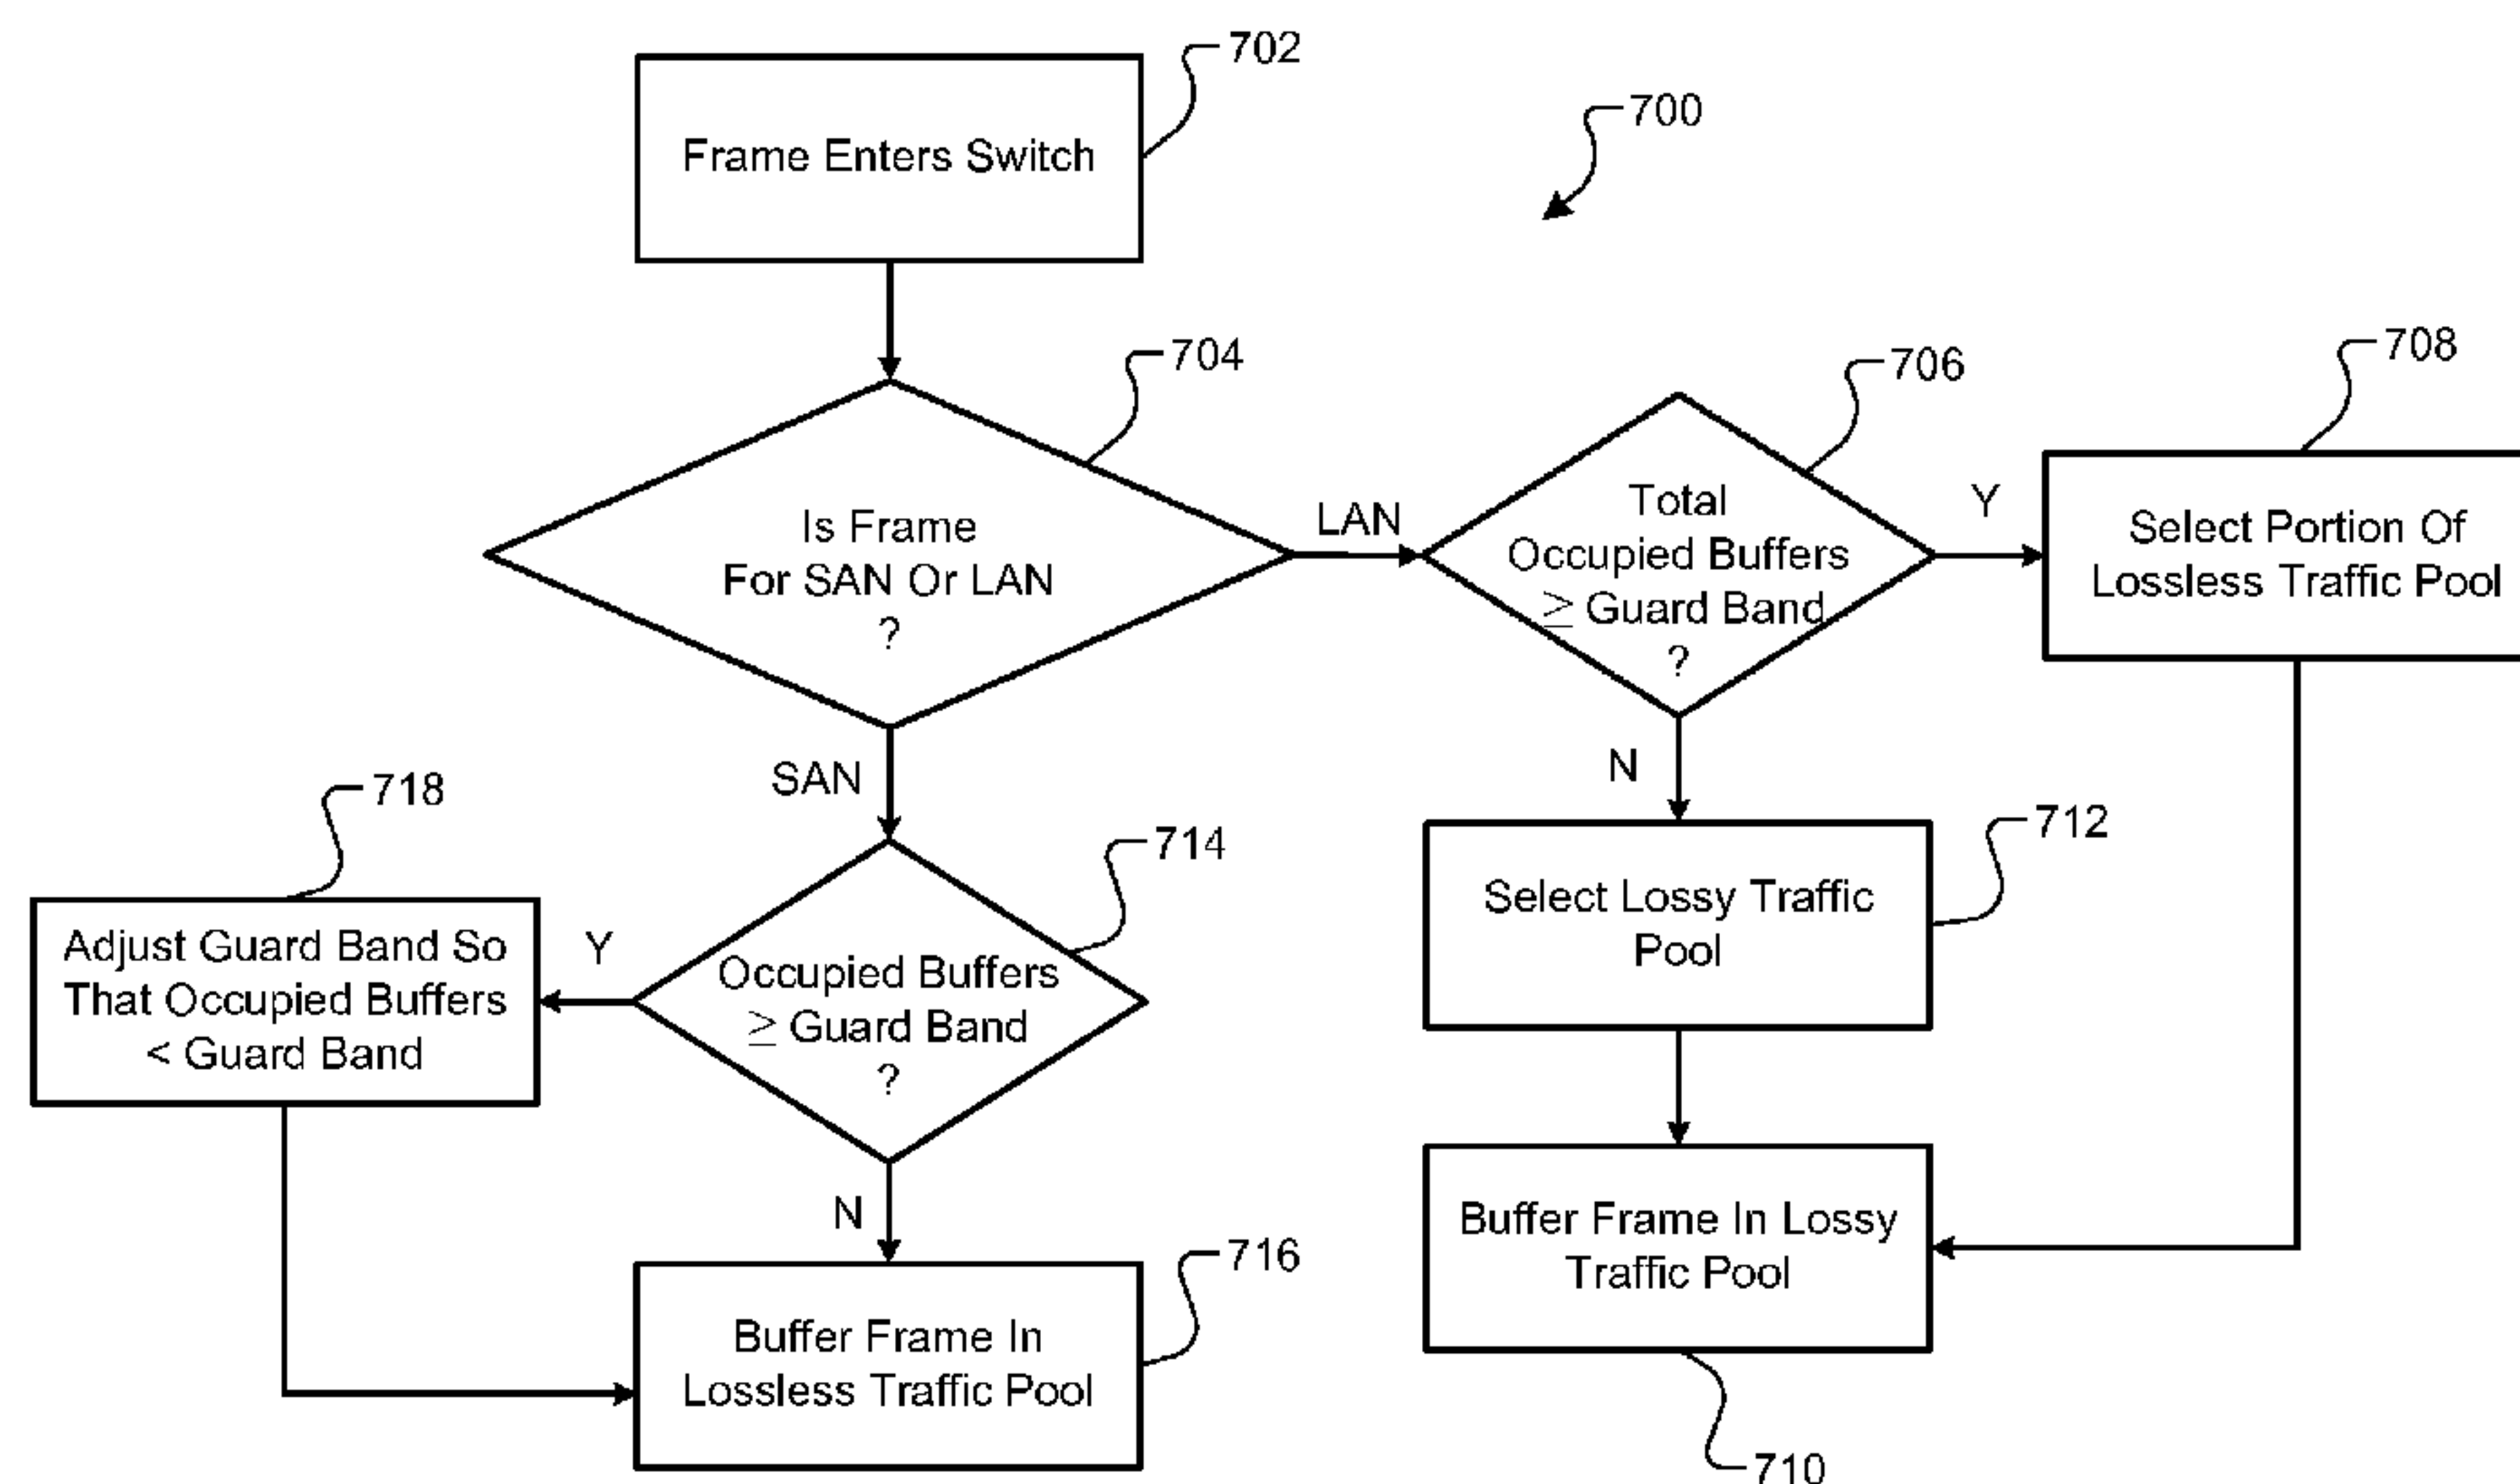 702
Frame Enters Switch
700
704
Is Frame
For SAN Or LAN
?
LAN
706
Total
Occupied Buffers
≥ Guard Band
?
Y
708
Select Portion Of
Lossless Traffic Pool
SAN
N
718
Adjust Guard Band So
That Occupied Buffers
< Guard Band
Y
714
Occupied Buffers
≥ Guard Band
?
712
Select Lossy Traffic
Pool
N
716
Buffer Frame In
Lossless Traffic Pool
Buffer Frame In Lossy
Traffic Pool
710